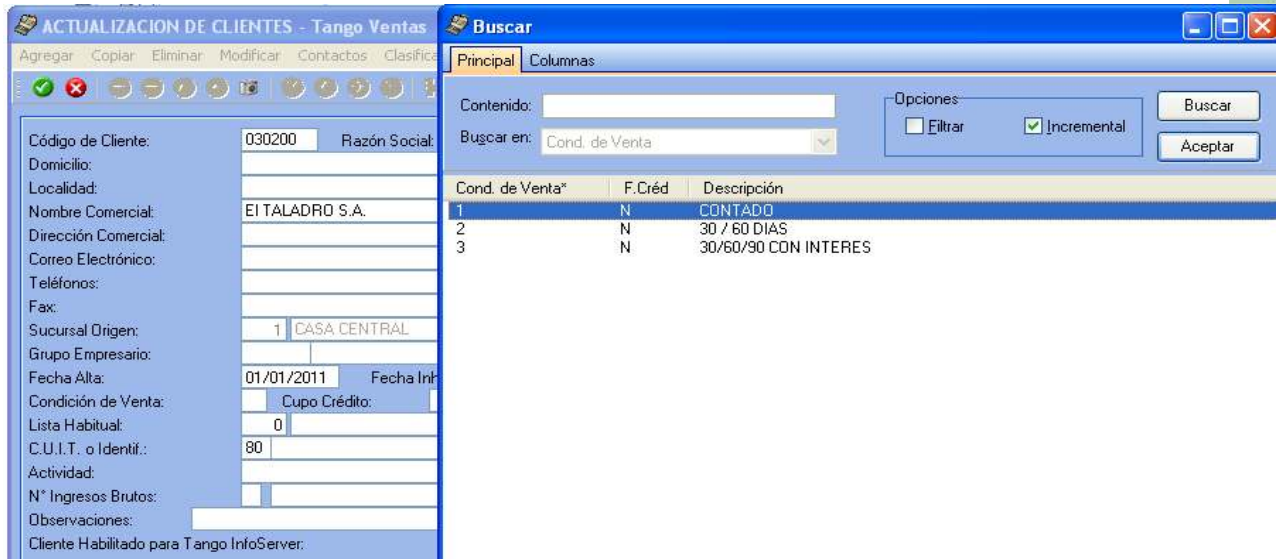 ACTUALIZACION DE CLIENTES - Tango Ventas
Agregar Copiar Eliminar Modificar Contactos Clasifica
Código de Cliente: 030200 Razón Social:
Domicilio:
Localidad:
Nombre Comercial: El TALADRO S.A.
Dirección Comercial:
Correo Electrónico:
Teléfonos:
Fax:
Sucursal Origen: 1 CASA CENTRAL
Grupo Empresario:
Fecha Alta: 01/01/2011 Fecha Inh
Condición de Venta: Cupo Crédito:
Lista Habitual: 0
C.U.I.T. o Identif.: 80
Actividad:
N° Ingresos Brutos:
Observaciones:
Cliente Habilitado para Tango InfoServer:
Buscar
Principal Columnas
Contenido:
Buscar en: Cond. de Venta
Opciones
Filtrar Incremental
Buscar
Aceptar
Cond. de Venta* F.Créd Descripción
1 N CONTADO
2 N 30 / 60 DIAS
3 N 30/60/90 CON INTERES